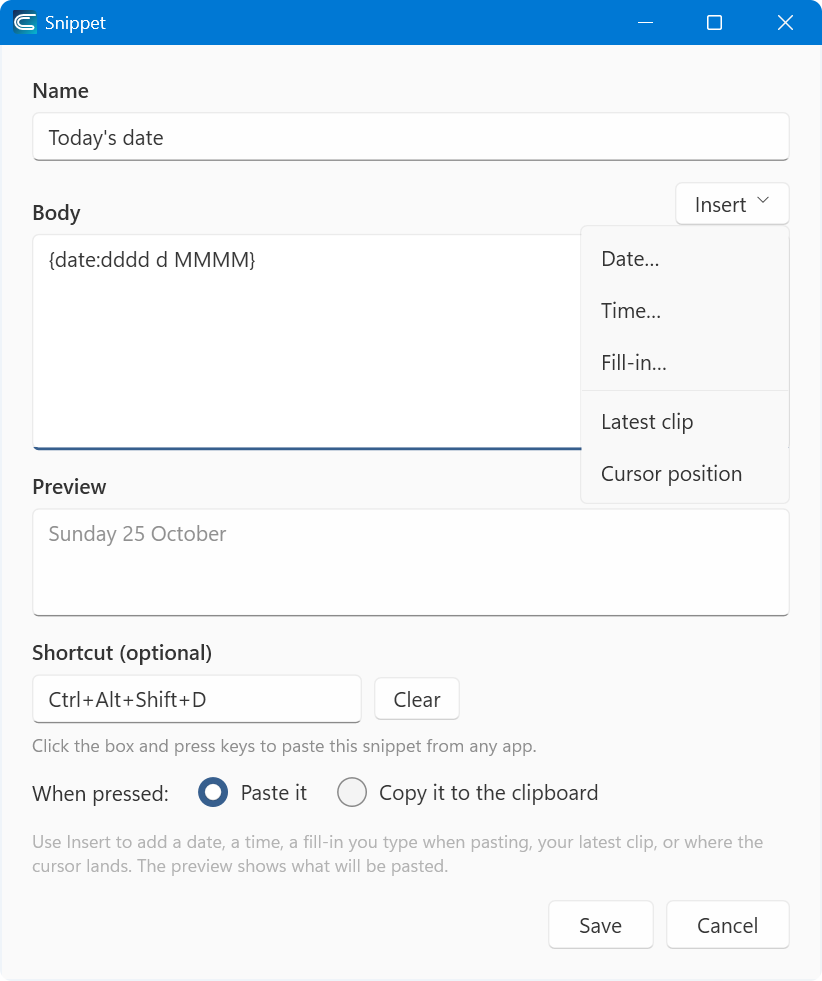 Snippet
Name
Today's date
Insert
Body
{date:dddd d MMMM}
Date...
Time...
Fill-in...
Latest clip
Cursor position
Preview
Sunday 25 October
Shortcut (optional)
Ctrl+Alt+Shift+D
Clear
Click the box and press keys to paste this snippet from any app.
When pressed:
Paste it
Copy it to the clipboard
Use Insert to add a date, a time, a fill-in you type when pasting, your latest clip, or where the
cursor lands. The preview shows what will be pasted.
Save
Cancel